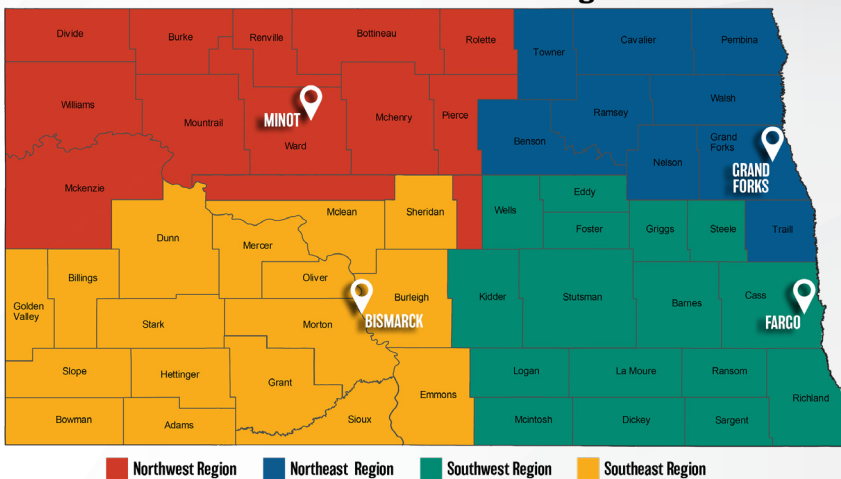 Divide
Burke
Renville
Bottineau
Rolette
Towner
Cavalier
Pembina
Williams
Mountrail
MINOT
Ward
Mchenry
Pierce
Benson
Ramsey
Walsh
Nelson
Grand
Forks
GRAND
FORKS
Mckenzie
Dunn
Mercer
Mclean
Sheridan
Wells
Eddy
Foster
Griggs
Steele
Traill
Golden
Valley
Billings
Stark
Oliver
Morton
BISMARCK
Burleigh
Kidder
Stutsman
Barnes
Cass
FARGO
Slope
Hettinger
Grant
Sioux
Emmons
Logan
La Moure
Ransom
Richland
Bowman
Adams
Mcintosh
Dickey
Sargent
Northwest Region
Northeast Region
Southwest Region
Southeast Region